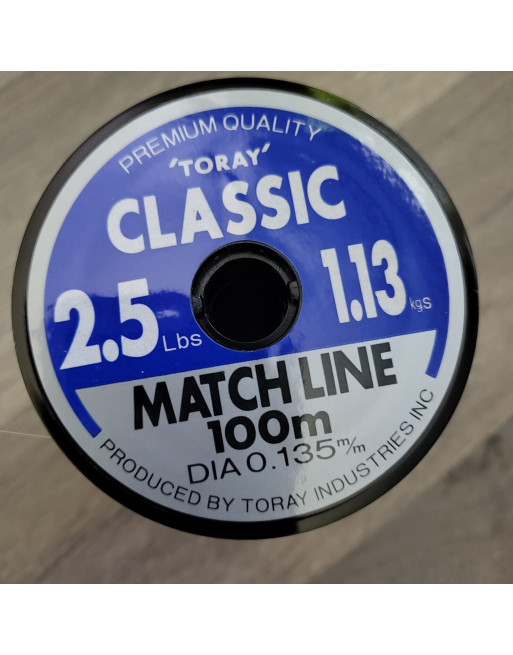 PREMIUM QUALITY
'TORAY'
CLASSIC
2.5 Lbs
1.13 kgs
MATCH LINE
100m
DIA 0.135 m/m
PRODUCED BY TORAY INDUSTRIES INC